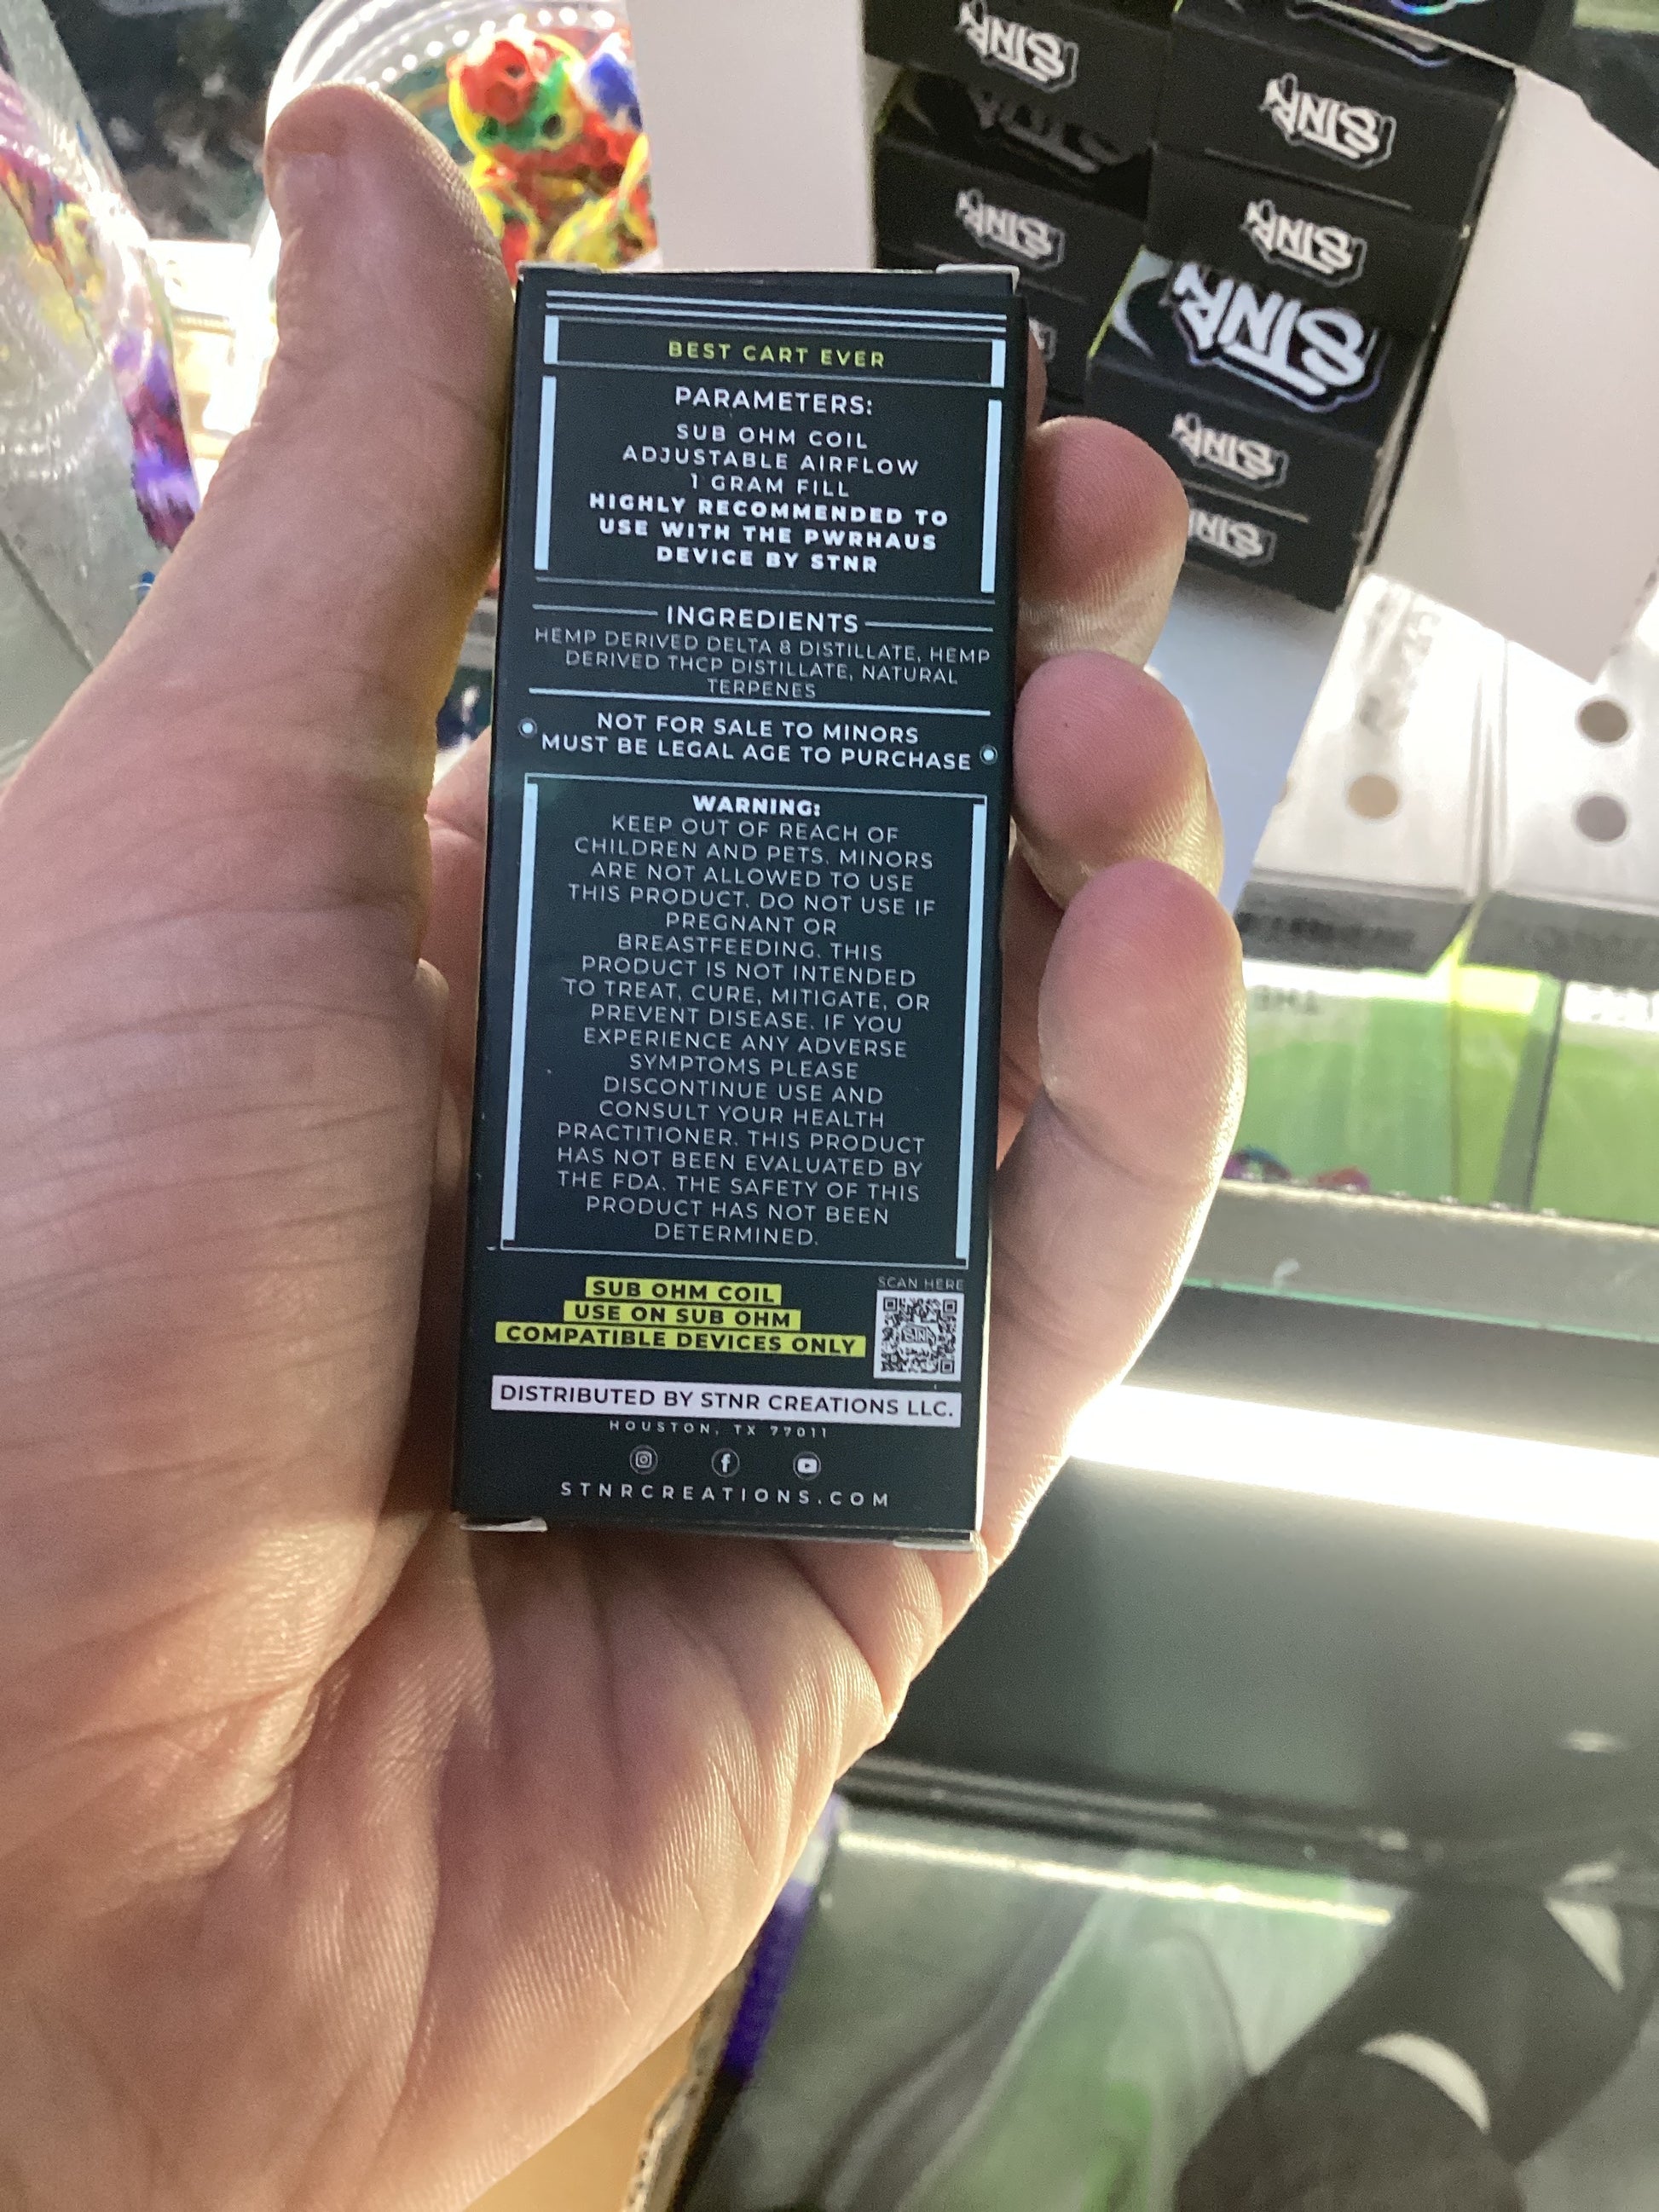 STNR
STNR
STNR
STNR
STNR
STNR
BEST CART EVER
PARAMETERS:
SUB OHM COIL
ADJUSTABLE AIRFLOW
1 GRAM FILL
HIGHLY RECOMMENDED TO
USE WITH THE PWRHAUS
DEVICE BY STNR
INGREDIENTS
HEMP DERIVED DELTA 8 DISTILLATE, HEMP
DERIVED THCP DISTILLATE, NATURAL
TERPENES
NOT FOR SALE TO MINORS
MUST BE LEGAL AGE TO PURCHASE
WARNING:
KEEP OUT OF REACH OF
CHILDREN AND PETS. MINORS
ARE NOT ALLOWED TO USE
THIS PRODUCT. DO NOT USE IF
PREGNANT OR
BREASTFEEDING. THIS
PRODUCT IS NOT INTENDED
TO TREAT, CURE, MITIGATE, OR
PREVENT DISEASE. IF YOU
EXPERIENCE ANY ADVERSE
SYMPTOMS PLEASE
DISCONTINUE USE AND
CONSULT YOUR HEALTH
PRACTITIONER. THIS PRODUCT
HAS NOT BEEN EVALUATED BY
THE FDA. THE SAFETY OF THIS
PRODUCT HAS NOT BEEN
DETERMINED.
SUB OHM COIL
USE ON SUB OHM
COMPATIBLE DEVICES ONLY
SCAN HERE
DISTRIBUTED BY STNR CREATIONS LLC.
HOUSTON, TX 77011
STNRCREATIONS.COM